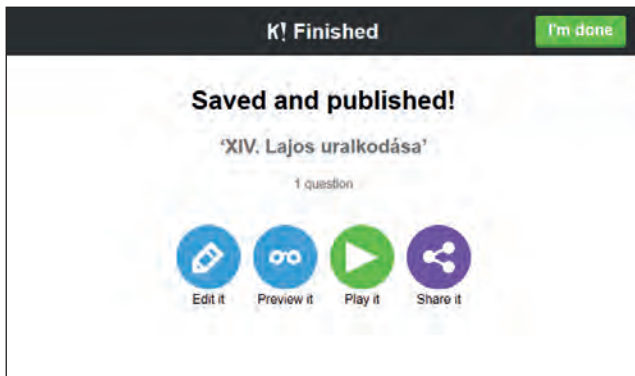 K! Finished
I'm done
Saved and published!
‘XIV. Lajos uralkodása’
1 question
Edit it
Preview it
Play it
Share it